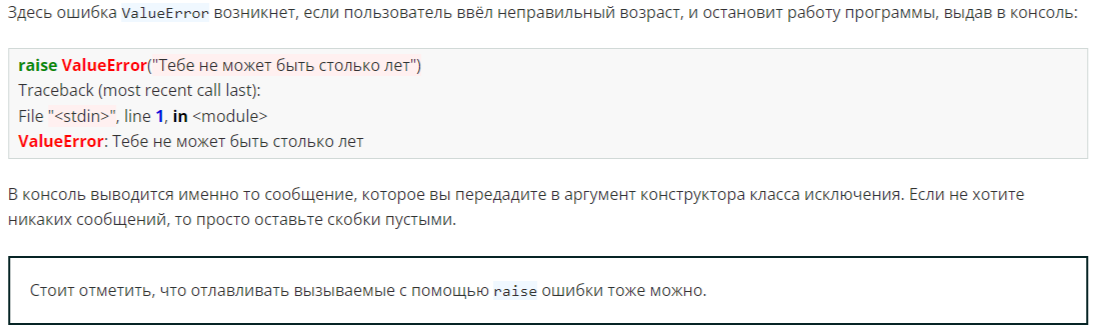 Здесь ошибка ValueError возникнет, если пользователь ввёл неправильный возраст, и остановит работу программы, выдав в консоль:
raise ValueError("Тебе не может быть столько лет")
Traceback (most recent call last):
File "<stdin>", line 1, in <module>
ValueError: Тебе не может быть столько лет
В консоль выводится именно то сообщение, которое вы передадите в аргумент конструктора класса исключения. Если не хотите
никаких сообщений, то просто оставьте скобки пустыми.
Стоит отметить, что отлавливать вызываемые с помощью raise ошибки тоже можно.